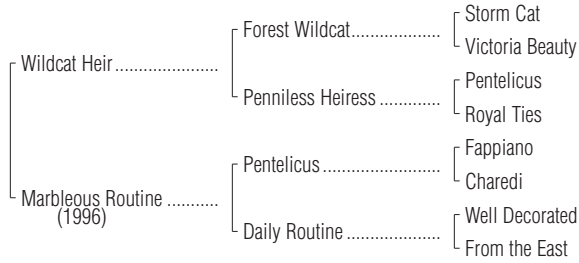 Storm Cat
Forest Wildcat....................
Victoria Beauty
Wildcat Heir.......................
Pentelicus
Penniless Heiress..............
Royal Ties
Fappiano
Pentelicus..........................
Charedi
Marbleous Routine ...........
(1996)
Well Decorated
Daily Routine .....................
From the East